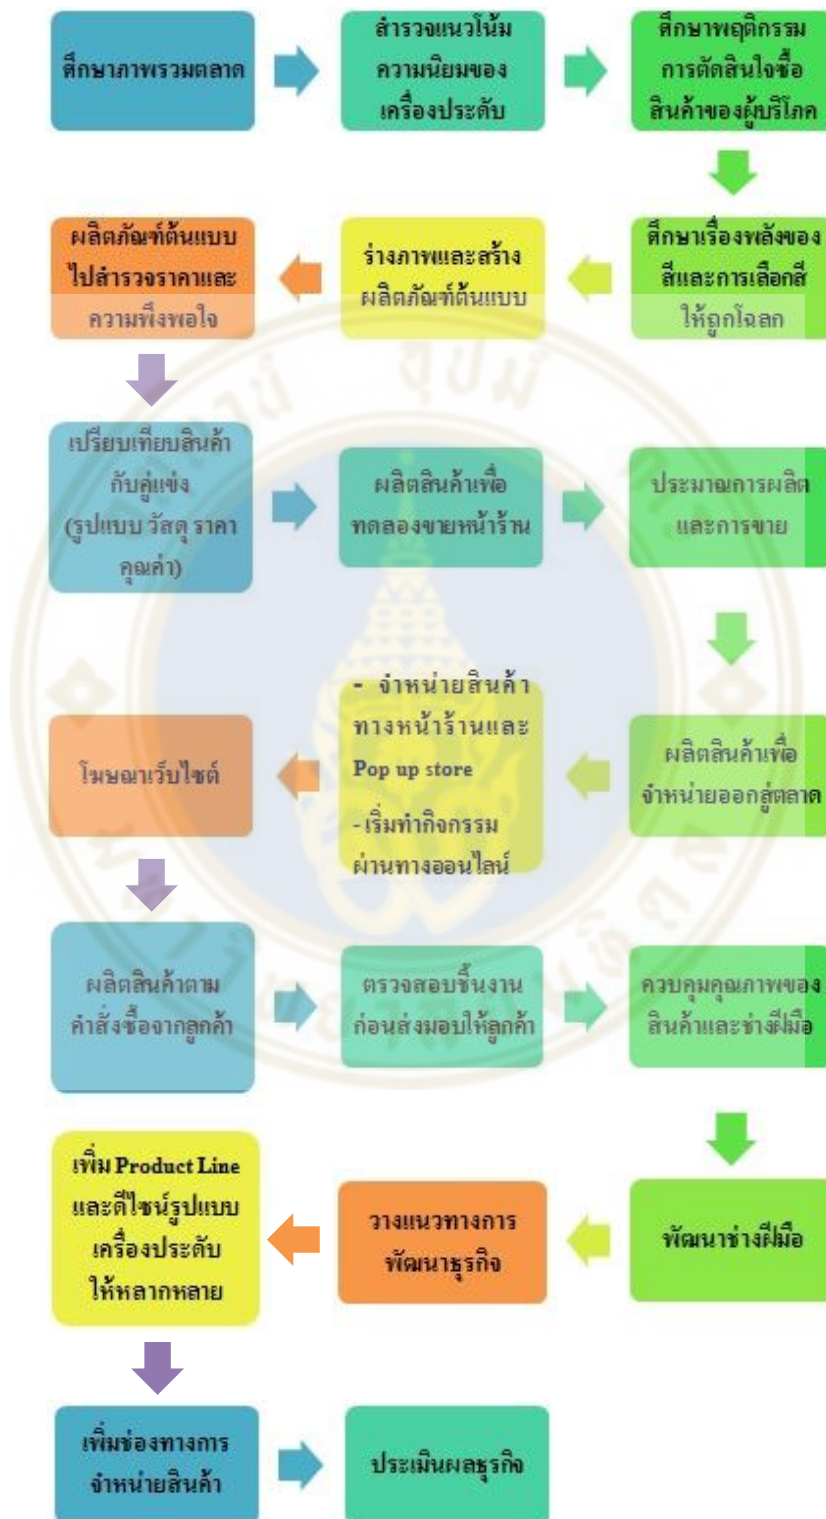 ศึกษาภาพรวมตลาด
สำรวจแนวโน้ม
ความนิยมของ
เครื่องประดับ
ศึกษาพฤติกรรม
การตัดสินใจซื้อ
สินค้าของผู้บริโภค
ศึกษาเรื่องพลังของ
สีและการเลือกสี
ให้ถูกโฉลก
ร่างภาพและสร้าง
ผลิตภัณฑ์ต้นแบบ
ผลิตภัณฑ์ต้นแบบ
ไปสำรวจราคาและ
ความพึงพอใจ
เปรียบเทียบสินค้า
กับคู่แข่ง
(รูปแบบ วัสดุ ราคา
คุณค่า)
ผลิตสินค้าเพื่อ
ทดลองขายหน้าร้าน
ประมาณการผลิต
และการขาย
ผลิตสินค้าเพื่อ
จำหน่ายออกสู่ตลาด
- จำหน่ายสินค้า
ทางหน้าร้านและ
Pop up store
-เริ่มทำกิจกรรม
ผ่านทางออนไลน์
โฆษณาเว็บไซต์
ผลิตสินค้าตาม
คำสั่งซื้อจากลูกค้า
ตรวจสอบชิ้นงาน
ก่อนส่งมอบให้ลูกค้า
ควบคุมคุณภาพของ
สินค้าและช่างฝีมือ
พัฒนาช่างฝีมือ
วางแนวทางการ
พัฒนาธุรกิจ
เพิ่ม Product Line
และดีไซน์รูปแบบ
เครื่องประดับ
ให้หลากหลาย
เพิ่มช่องทางการ
จำหน่ายสินค้า
ประเมินผลธุรกิจ